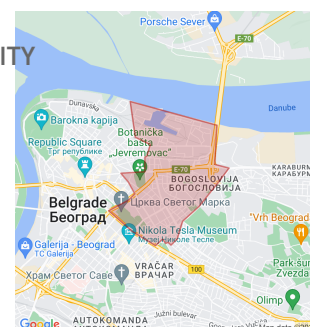 Porsche Sever
E-70
ITY
Dunavska
Danube
Barokna kapija
Botanička
bašta
„Jevremovac"
Republic Square
Трг републике
E-70
BOGOSLOVIJA
БОГОСЛОВИЈА
KARABURM
КАРАБУРМ
Belgrade
Београд
Црква Светог Марка
'Vrh Beograd
Nikola Tesla Museum
Музеј Николе Тесле
Galerija - Beograd
TC Galerija
VRAČAR
ВРАЧАР
100
Park-šum
Zvezda
Храм Светог Саве
Olimp
Južni bulevar
AUTOKOMANDA
Google